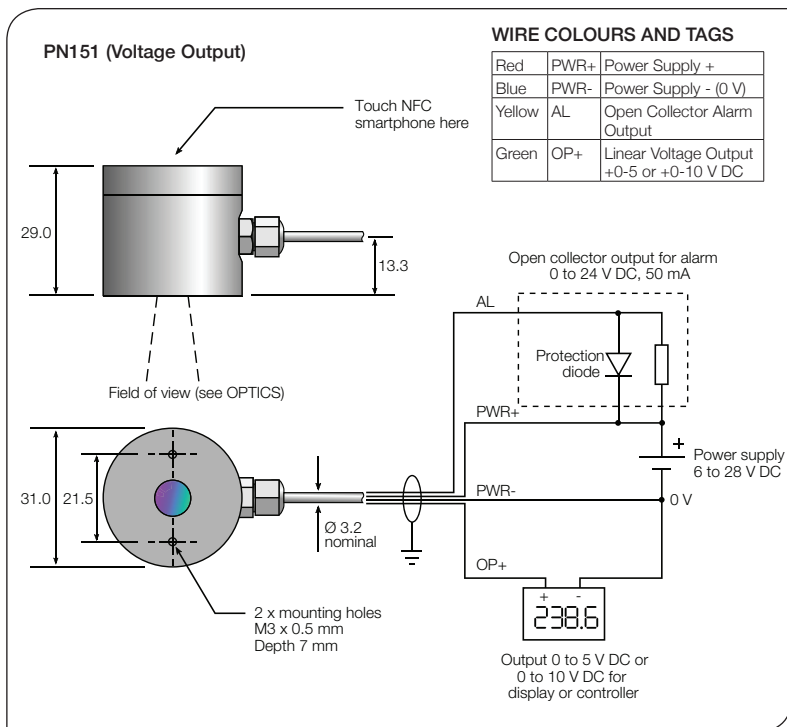 PN151 (Voltage Output)
WIRE COLOURS AND TAGS
Red PWR+ Power Supply +
Blue PWR- Power Supply - (0 V)
Yellow AL Open Collector Alarm
Output
Green OP+ Linear Voltage Output
+0-5 or +0-10 V DC
Touch NFC
smartphone here
29.0
13.3
Field of view (see OPTICS)
Open collector output for alarm
0 to 24 V DC, 50 mA
AL
Protection
diode
PWR+
+
Power supply
6 to 28 V DC
PWR-
0 V
31.0
21.5
Ø 3.2
nominal
OP+
+ -
238.6
2 x mounting holes
M3 x 0.5 mm
Depth 7 mm
Output 0 to 5 V DC or
0 to 10 V DC for
display or controller